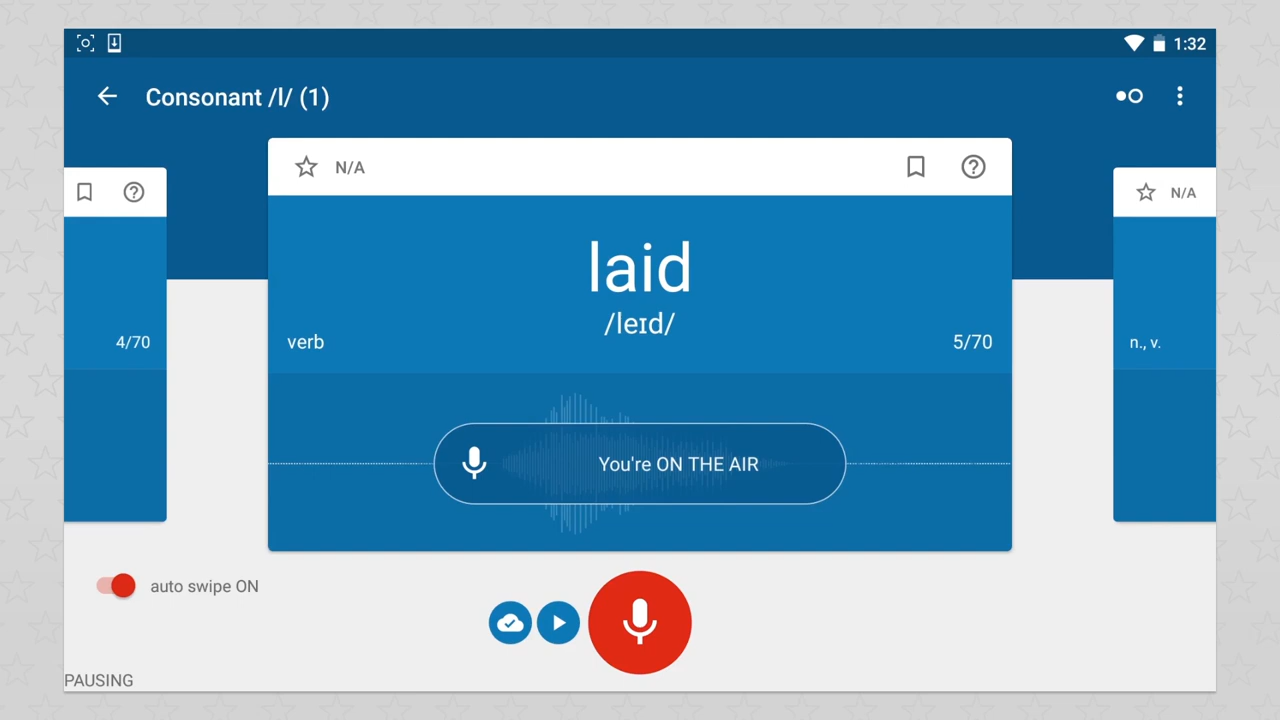 1:32
Consonant /l/ (1)
N/A
N/A
laid
/leɪd/
4/70
verb
5/70
n., v.
You're ON THE AIR
auto swipe ON
PAUSING